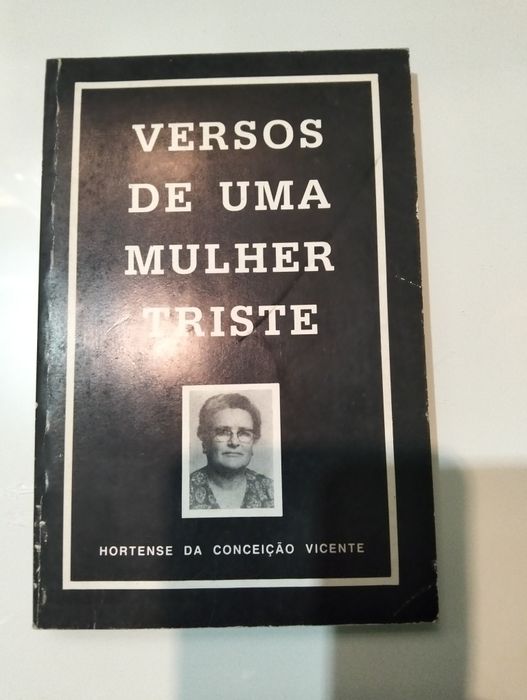 VERSOS
DE UMA
MULHER
TRISTE
HORTENSE DA CONCEIÇÃO VICENTE